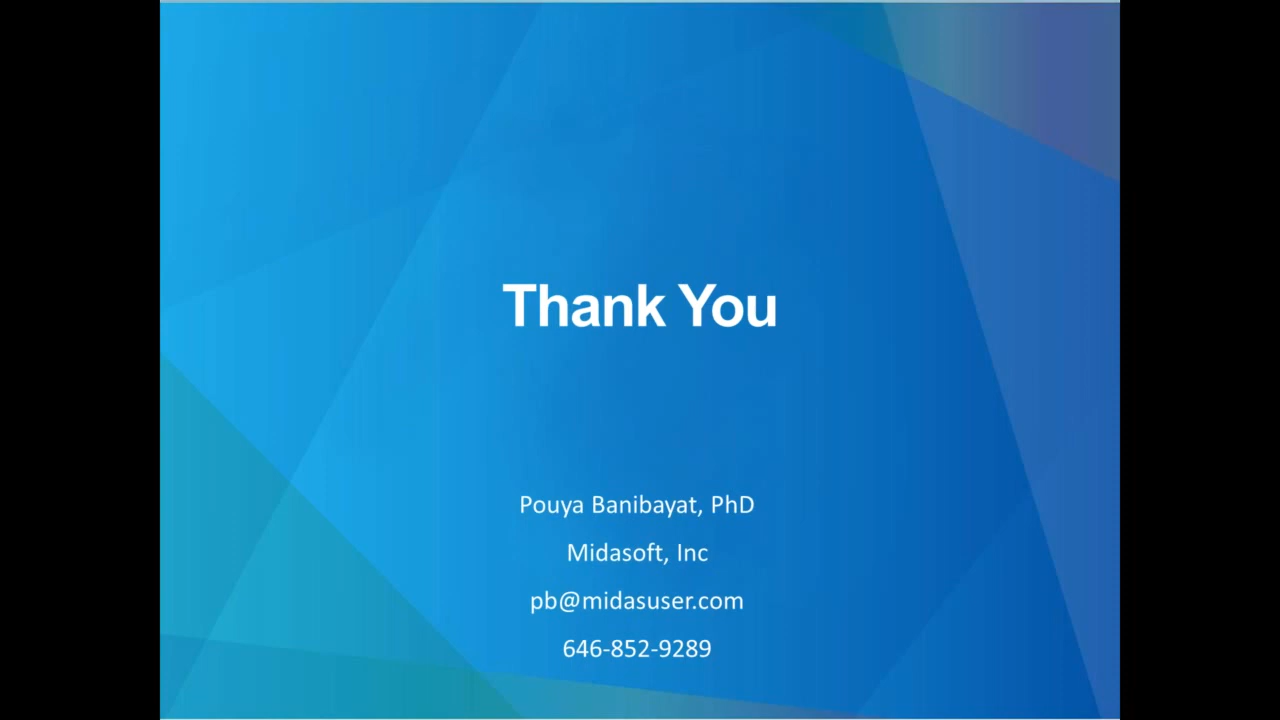 Thank You
Pouya Banibayat, PhD
Midasoft, Inc
pb@midasuser.com
646-852-9289